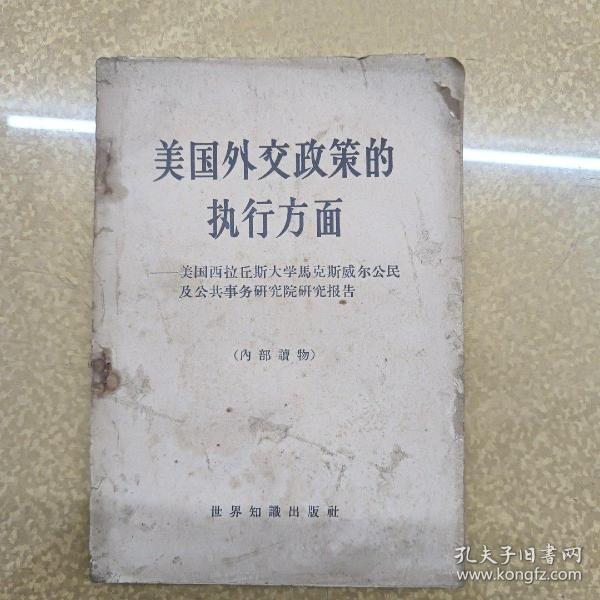 美国外交政策的
执行方面
——美国西拉丘斯大学馬克斯威尔公民
及公共事务研究院研究报告
（內部讀物）
世界知識出版社
孔夫子旧书网
www.kongfz.com